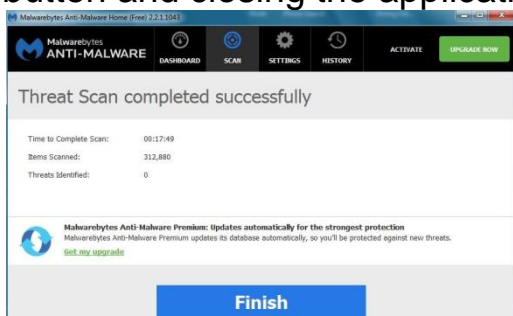 button and closing the applicati
Malwarebytes Anti-Malware Home (Free) 2.2.1.1043
Malwarebytes
ANTI-MALWARE
DASHBOARD
SCAN
SETTINGS
HISTORY
ACTIVATE
UPGRADE NOW
Threat Scan completed successfully
Time to Complete Scan: 00:17:49
Items Scanned: 312,880
Threats Identified: 0
Malwarebytes Anti-Malware Premium: Updates automatically for the strongest protection
Malwarebytes Anti-Malware Premium updates its database automatically, so you'll be protected against new threats.
Get my upgrade
Finish